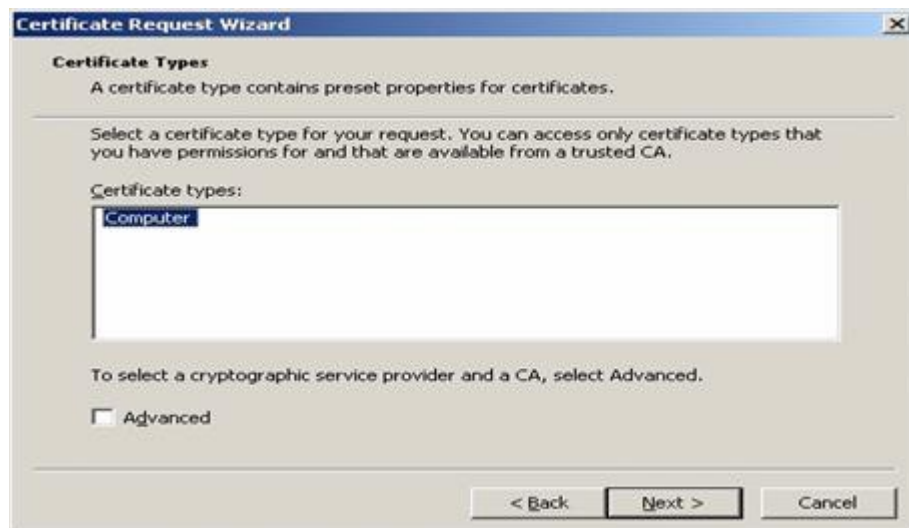 Certificate Request Wizard
Certificate Types
A certificate type contains preset properties for certificates.
Select a certificate type for your request. You can access only certificate types that
you have permissions for and that are available from a trusted CA.
Certificate types:
Computer
To select a cryptographic service provider and a CA, select Advanced.
Advanced
< Back Next > Cancel